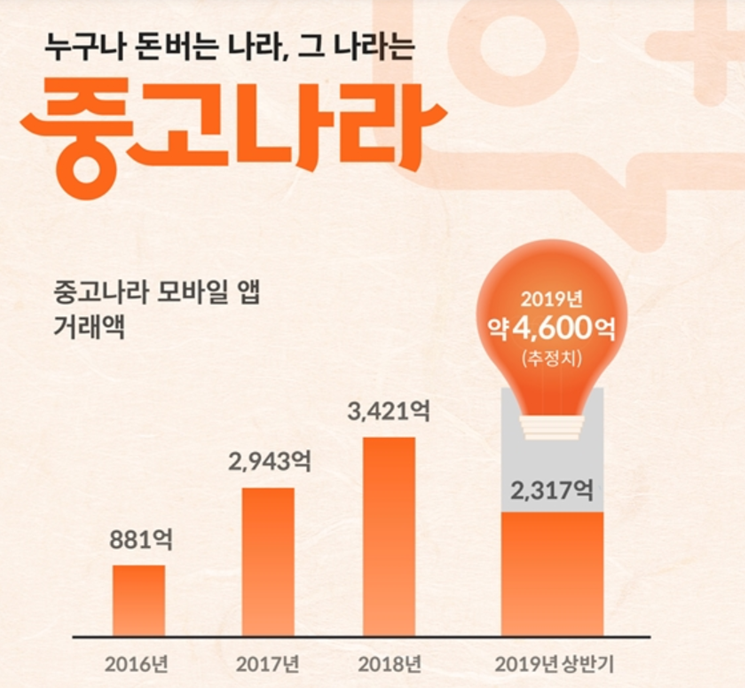 누구나 돈버는 나라, 그 나라는
중고나라
중고나라 모바일 앱
거래액
2019년
약 4,600억
(추정치)
3,421억
2,943억
2,317억
881억
2016년
2017년
2018년
2019년 상반기